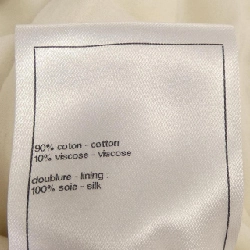 90% coton - cotton
10% viscose - viscose
doublure - lining :
100% soie - silk